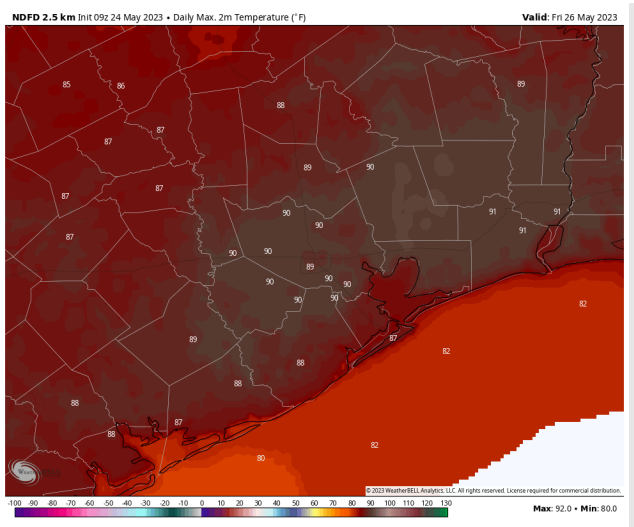 NDFD 2.5 km Init 09z 24 May 2023 • Daily Max. 2m Temperature (°F)
Valid: Fri 26 May 2023
85 86 89
88
87
87
89 90
87 87
90 91 91
90 91
87
90 90
89
90 90 90
90 90
82
89 87
82
88
88
88
87
88
82
80
© 2023 WeatherBELL Analytics, LLC. All rights reserved. License required for commercial distribution.
-100 -90 -80 -70 -60 -50 -40 -30 -20 -10 0 10 20 30 40 50 60 70 80 90 100 110 120 130
Max: 92.0 • Min: 80.0